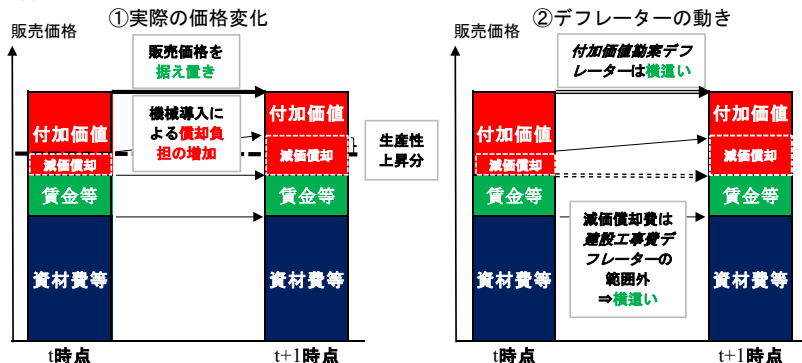 ①実際の価格変化
販売価格
販売価格を
据え置き
機械導入に
よる償却負
担の増加
付加価値
減価償却
賃金等
資材費等
付加価値
減価償却
賃金等
資材費等
生産性
上昇分
t時点
t+1時点
②デフレーターの動き
販売価格
付加価値勘案デフ
レーターは横這い
付加価値
減価償却
賃金等
資材費等
減価償却費は
建設工事費デ
フレーターの
範囲外
⇒横這い
付加価値
減価償却
賃金等
資材費等
t時点
t+1時点